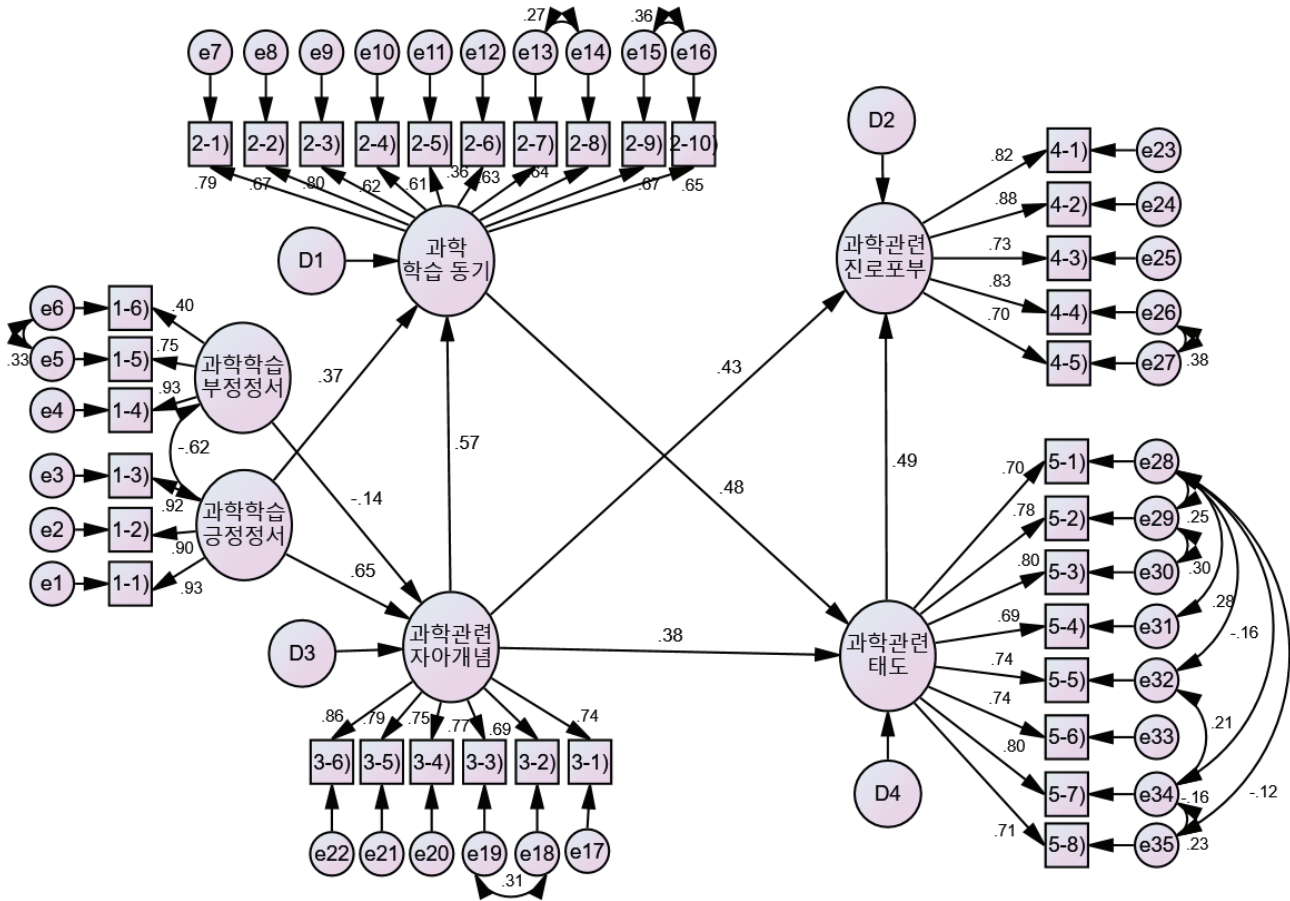 .27
.36
e7 e8 e9 e10 e11 e12 e13 e14 e15 e16
2-1) 2-2) 2-3) 2-4) 2-5) 2-6) 2-7) 2-8) 2-9) 2-10)
.79 .67 .80 .62 .61 .36 .63 .64 .67 .65
D1
과학
학습 동기
D2
과학관련
진로포부
.82 4-1) e23
.88 4-2) e24
.73 4-3) e25
.83 4-4) e26
.70 4-5) e27
.38
e6 1-6) .40
e5 1-5) .75
.33
e4 1-4) .93
과학학습
부정정서
-.62
e3 1-3) .92
e2 1-2) .90
e1 1-1) .93
과학학습
긍정정서
.37
.57
-.14
.65
.43
.48
.49
.38
D3
과학관련
자아개념
.86 .79 .75 .77 .69 .74
3-6) 3-5) 3-4) 3-3) 3-2) 3-1)
e22 e21 e20 e19 e18 e17
.31
과학관련
태도
D4
.70 5-1) e28
.25
.78 5-2) e29
.30
.80 5-3) e30
.28
.69 5-4) e31
-.16
.74 5-5) e32
.21
.74 5-6) e33
.80 5-7) e34
-.16
-.12
.71 5-8) e35
.23